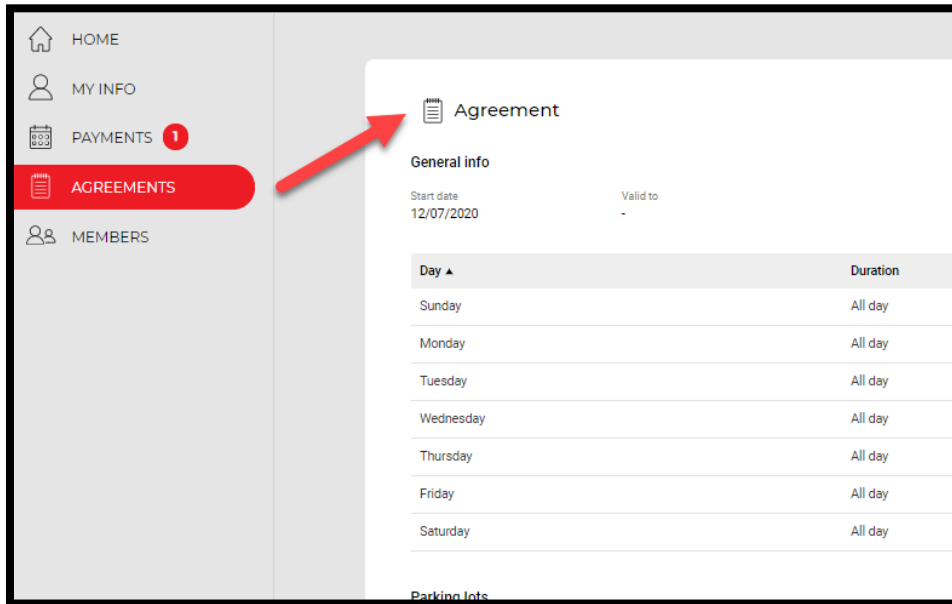 HOME
MY INFO
PAYMENTS 1
AGREEMENTS
MEMBERS
Agreement
General info
Start date Valid to
12/07/2020 -
Day ▲ Duration
Sunday All day
Monday All day
Tuesday All day
Wednesday All day
Thursday All day
Friday All day
Saturday All day
Parking lots